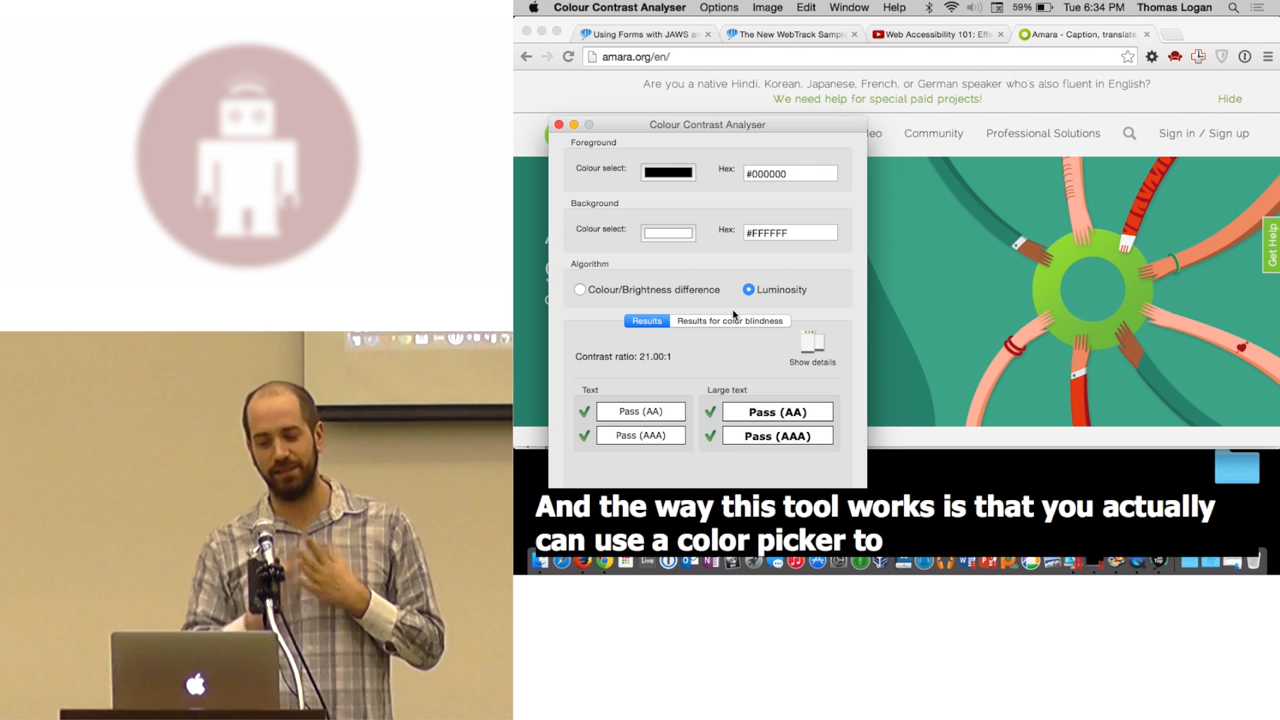 Colour Contrast Analyser Options Image Edit Window Help 59% Tue 6:34 PM Thomas Logan
Using Forms with JAWS a
The New WebTrack Sampl
Web Accessibility 101: Eff
Amara - Caption, translate
amara.org/en/
Are you a native Hindi, Korean, Japanese, French, or German speaker who's also fluent in English?
We need help for special paid projects!
Hide
eo Community Professional Solutions Sign in / Sign up
Get Help
Colour Contrast Analyser
Foreground
Colour select: Hex: #000000
Background
Colour select: Hex: #FFFFFF
Algorithm
Colour/Brightness difference Luminosity
Results Results for color blindness
Contrast ratio: 21.00:1
Show details
Text Large text
Pass (AA) Pass (AA)
Pass (AAA) Pass (AAA)
And the way this tool works is that you actually
can use a color picker to
Live